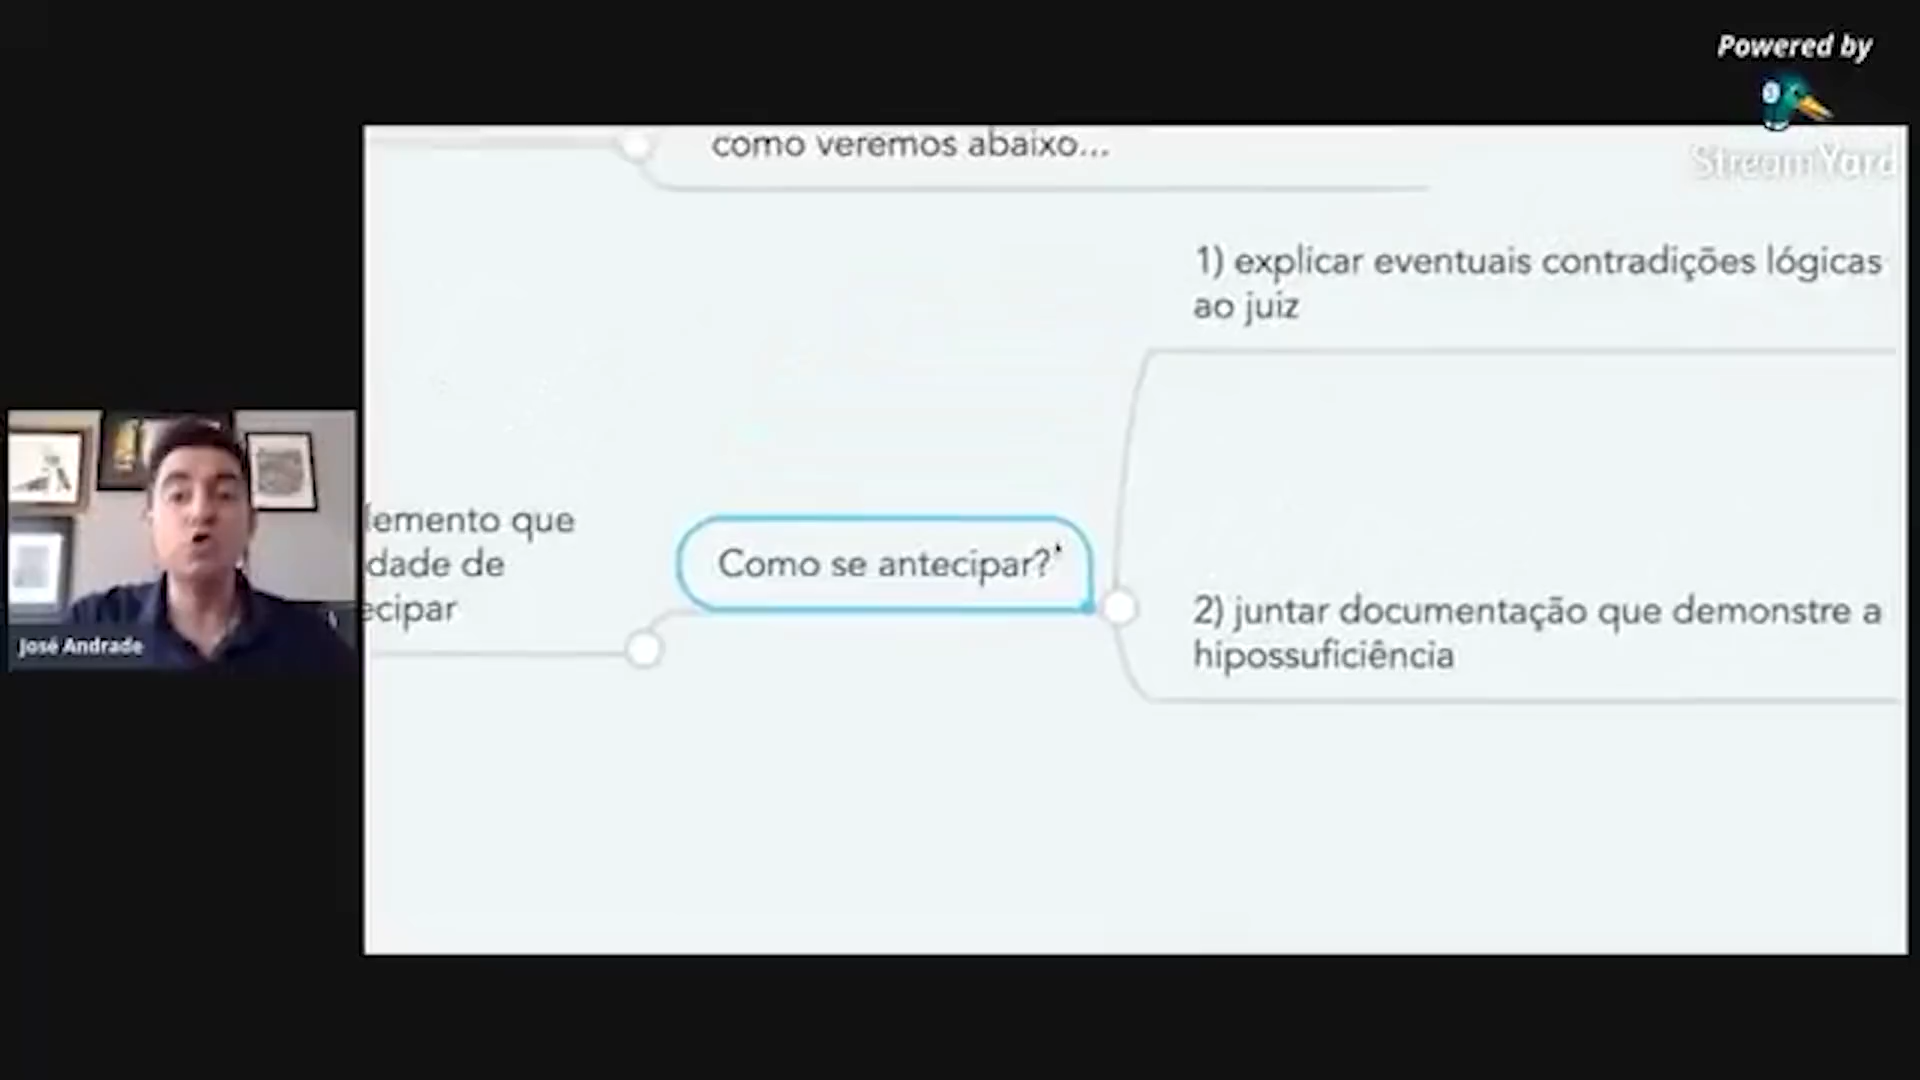 Powered by
StreamYard
como veremos abaixo...
1) explicar eventuais contradições lógicas
ao juiz
lemento que
dade de
ecipar
Como se antecipar?
2) juntar documentação que demonstre a
hipossuficiência
José Andrade